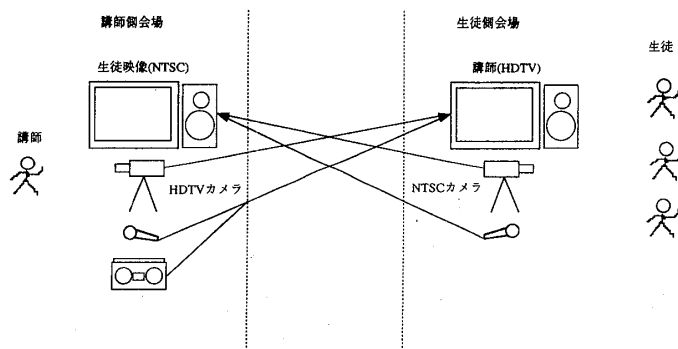 講師側会場
生徒側会場
生徒映像(NTSC)
講師(HDTV)
生徒
講師
HDTVカメラ
NTSCカメラ